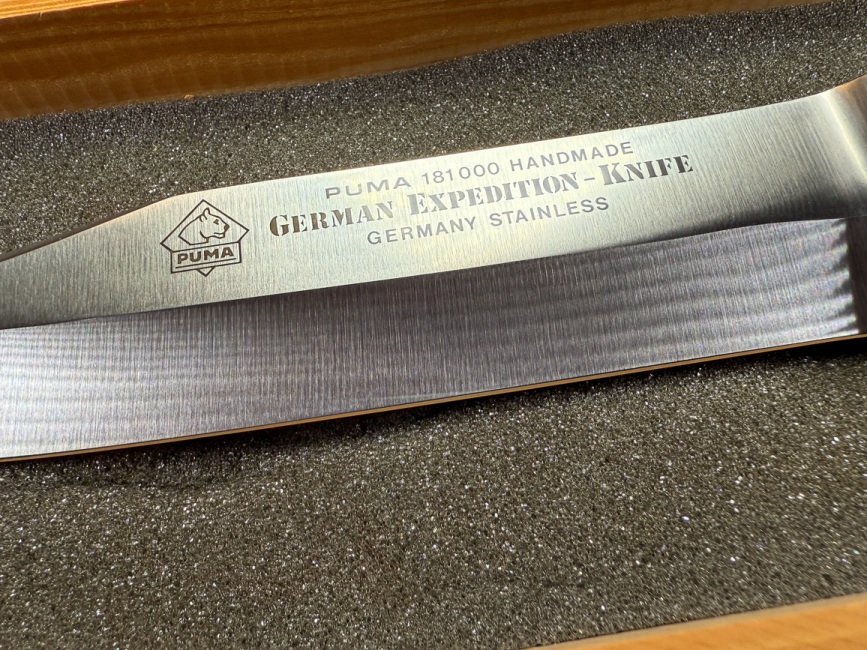 PUMA 181000 HANDMADE
GERMAN EXPEDITION-KNIFE
GERMANY STAINLESS
PUMA